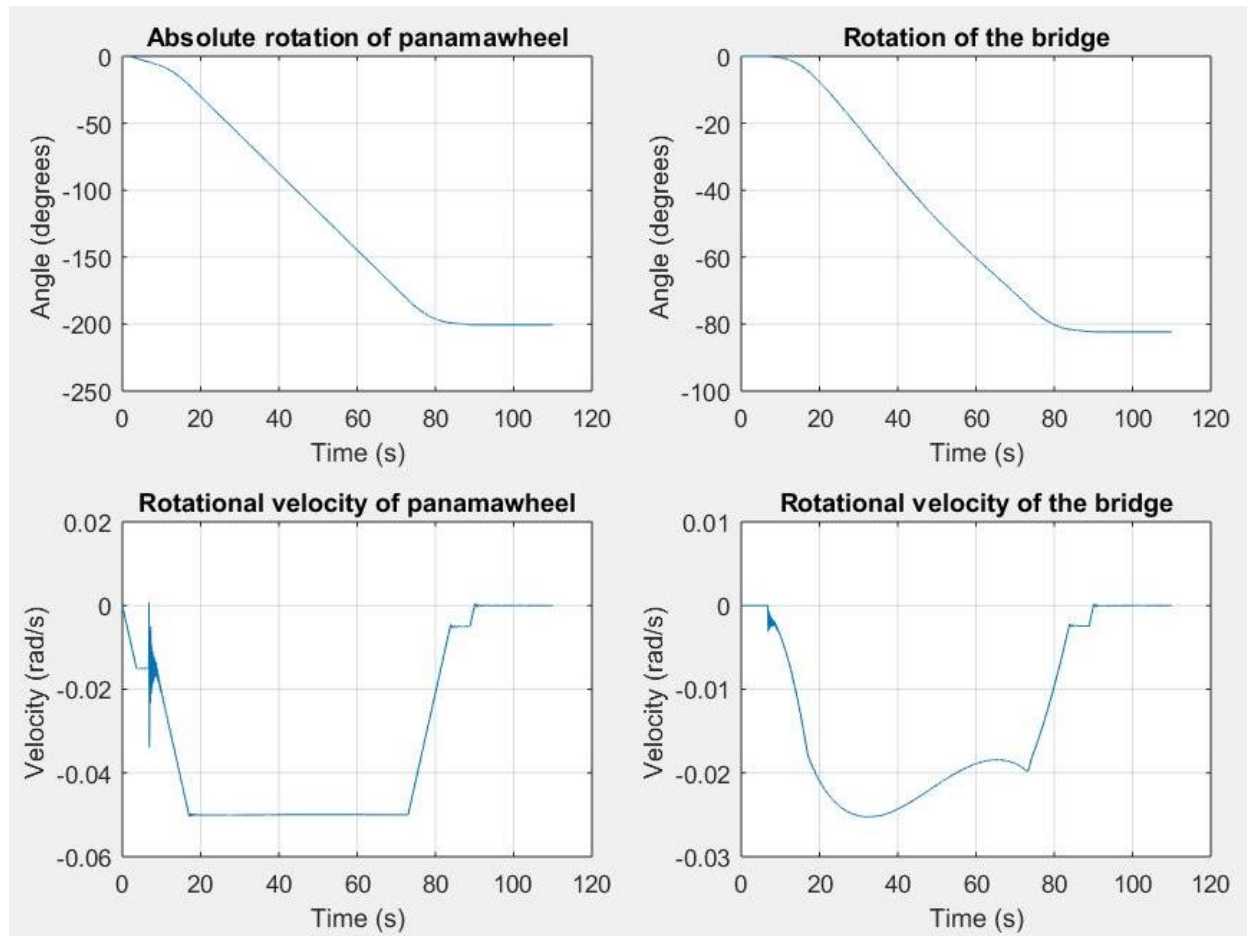 Absolute rotation of panamawheel
Angle (degrees)
0
-50
-100
-150
-200
-250
0 20 40 60 80 100 120
Time (s)
Rotation of the bridge
Angle (degrees)
0
-20
-40
-60
-80
-100
0 20 40 60 80 100 120
Time (s)
Rotational velocity of panamawheel
Velocity (rad/s)
0.02
0
-0.02
-0.04
-0.06
0 20 40 60 80 100 120
Time (s)
Rotational velocity of the bridge
Velocity (rad/s)
0.01
0
-0.01
-0.02
-0.03
0 20 40 60 80 100 120
Time (s)